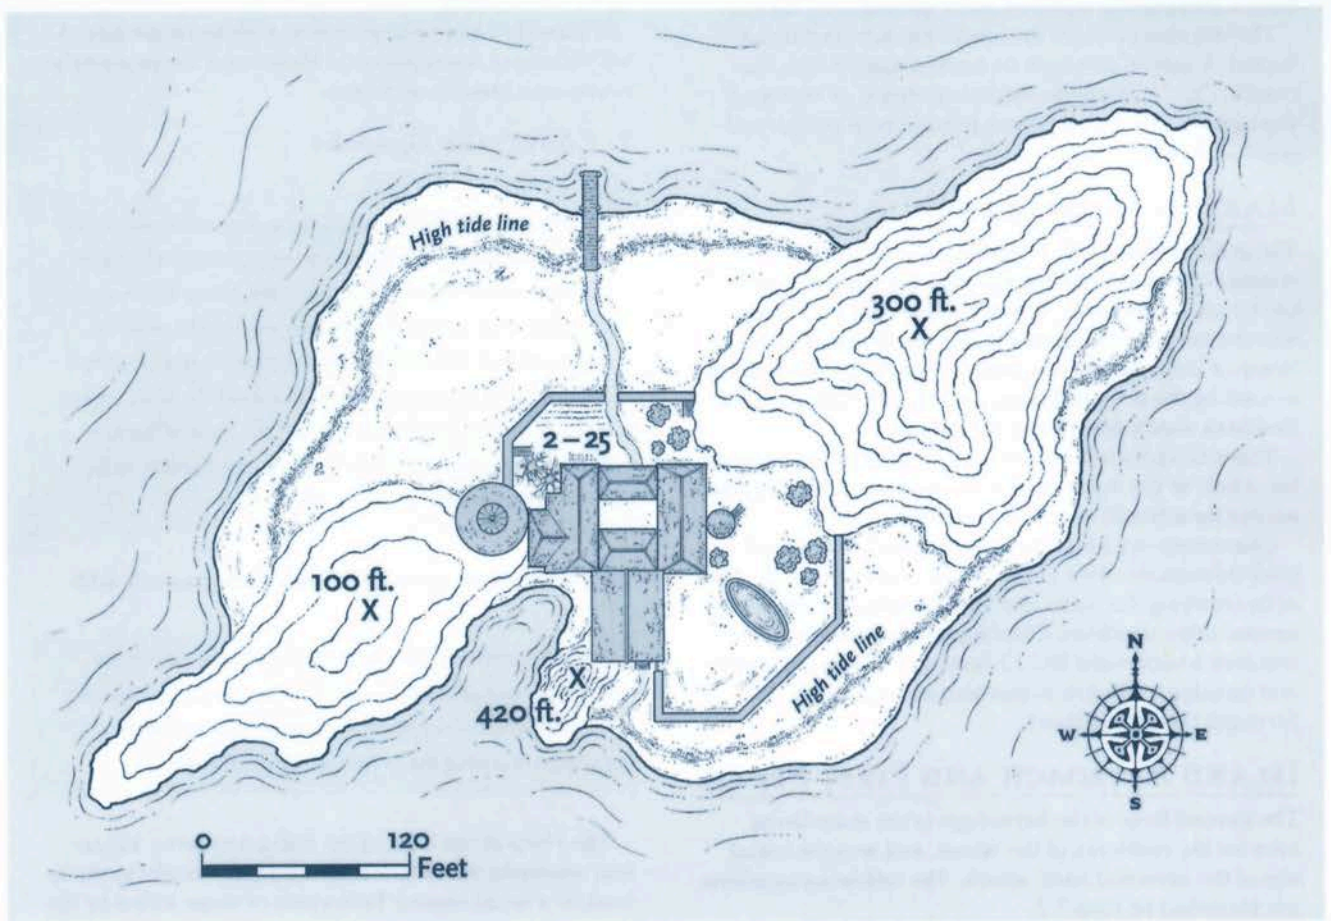 High tide line
300 ft.
X
2–25
100 ft.
X
High tide line
X
420 ft.
N
W E
S
0 120
Feet